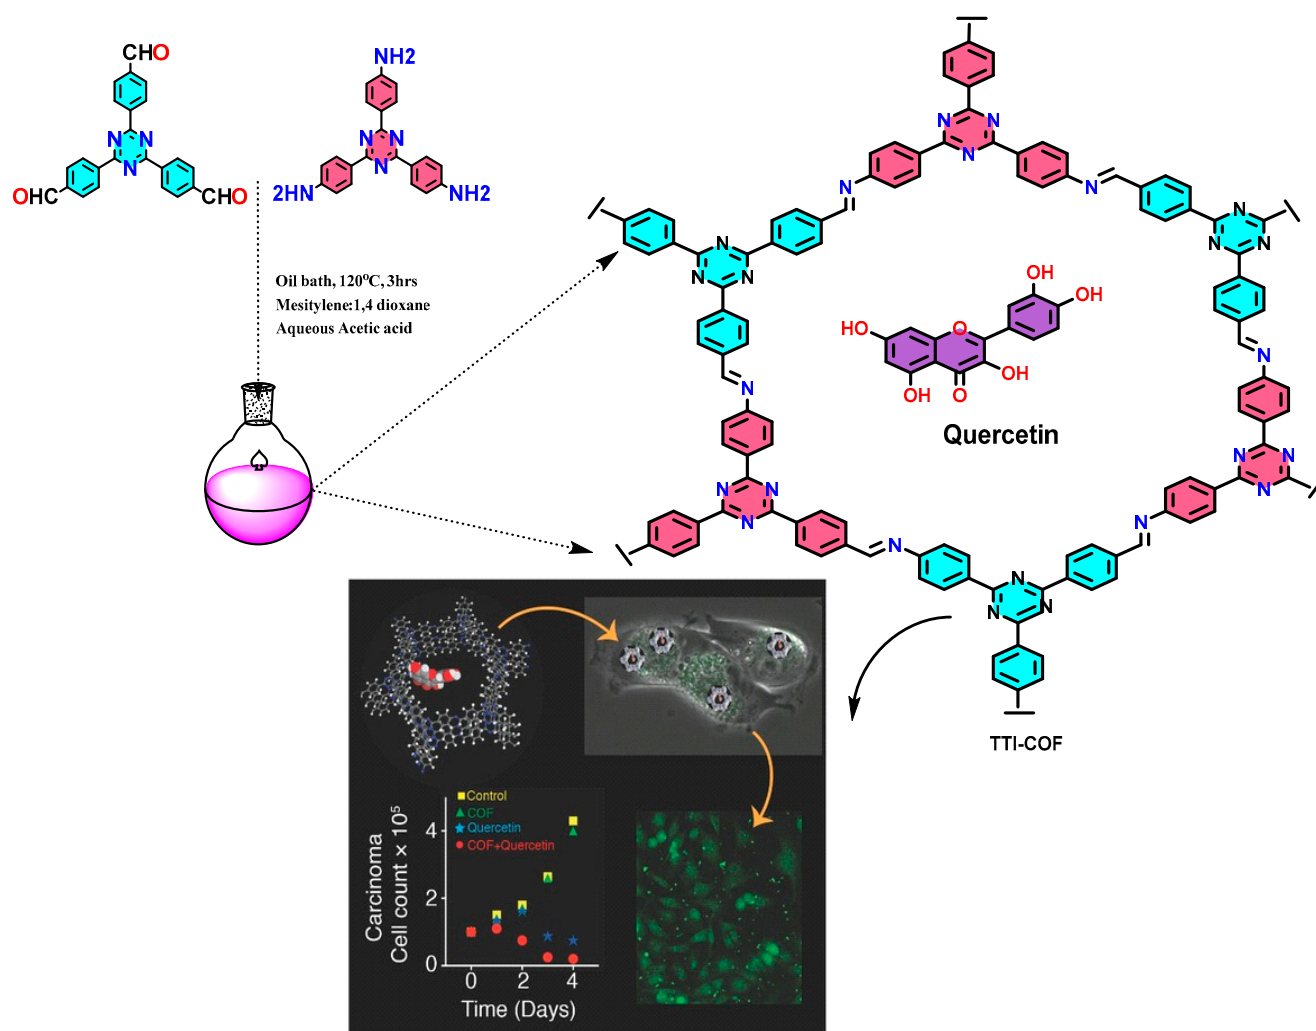 CHO
NH2
N
N
N
N
N
N
OHC
CHO
2HN
NH2
Oil bath, 120⁰C, 3hrs
Mesitylene:1,4 dioxane
Aqueous Acetic acid
N
N
N
N
N
N
N
N
N
N
N
OH
OH
HO
O
OH
OH
O
Quercetin
N
N
N
N
N
N
N
N
N
N
N
N
N
TTI-COF
Control
COF
Quercetin
COF+Quercetin
Carcinoma
Cell count × 10⁵
4
2
0
0
2
4
Time (Days)